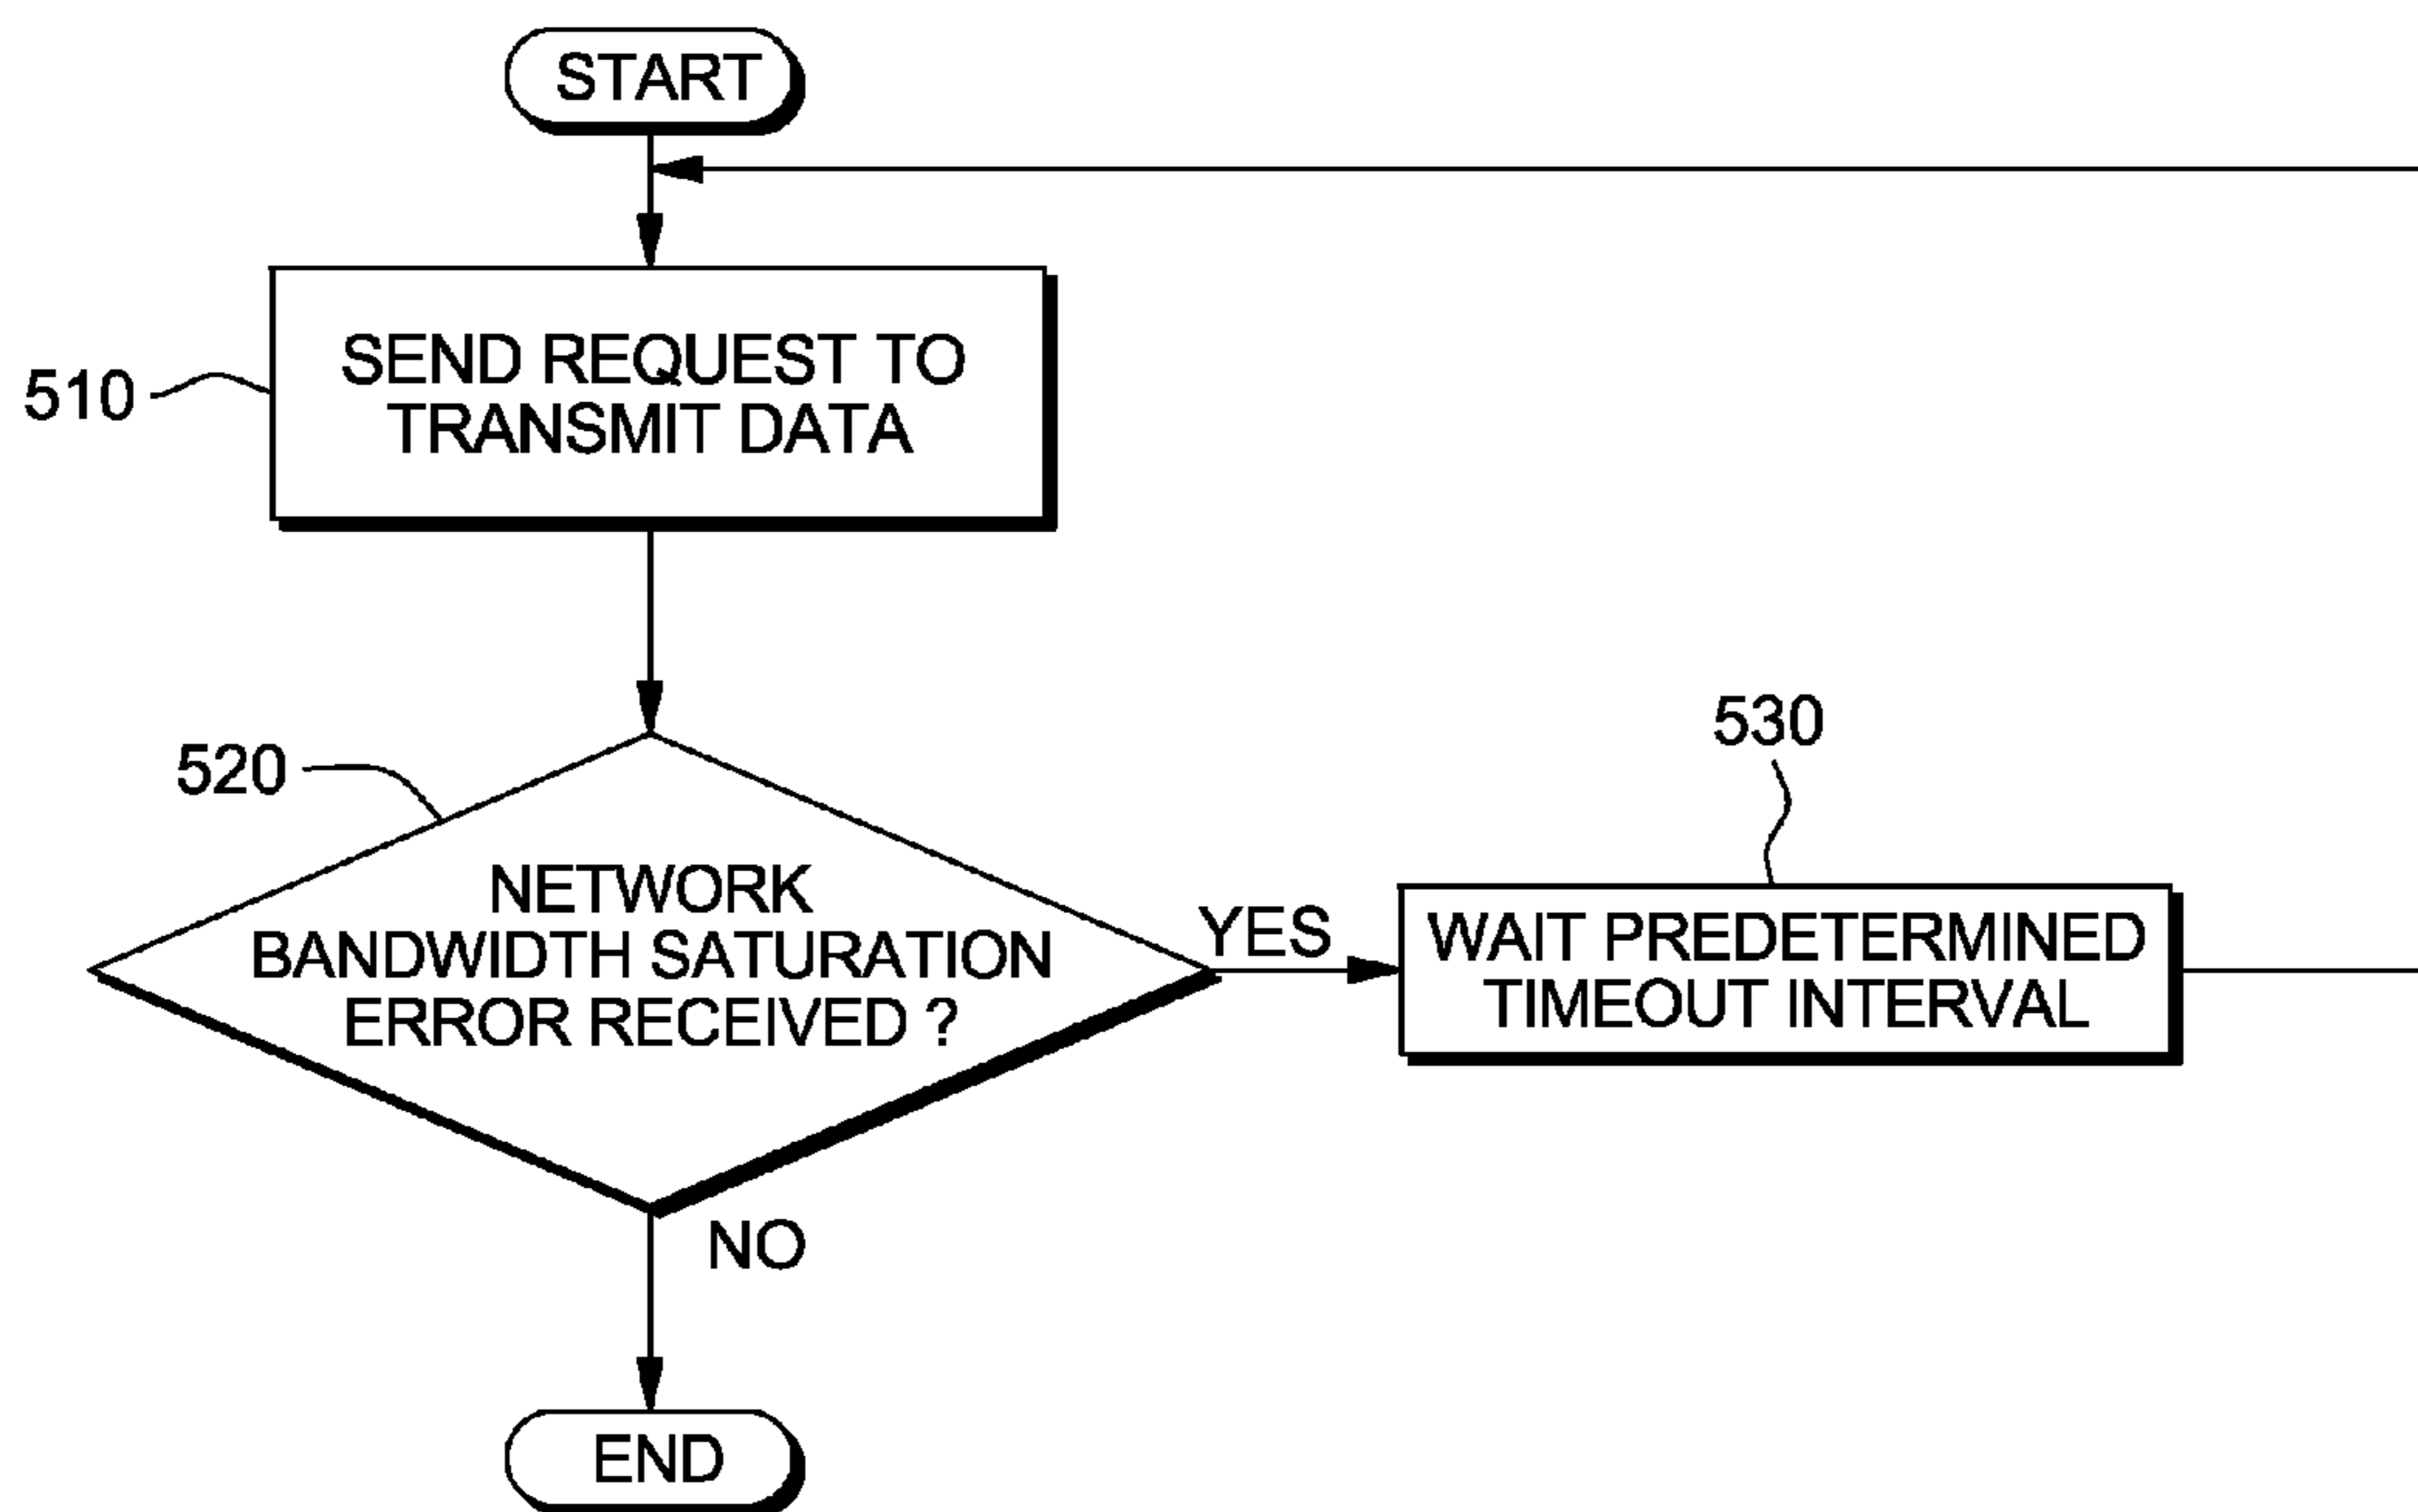 START
510
SEND REQUEST TO
TRANSMIT DATA
520
NETWORK
BANDWIDTH SATURATION
ERROR RECEIVED ?
YES
530
WAIT PREDETERMINED
TIMEOUT INTERVAL
NO
END